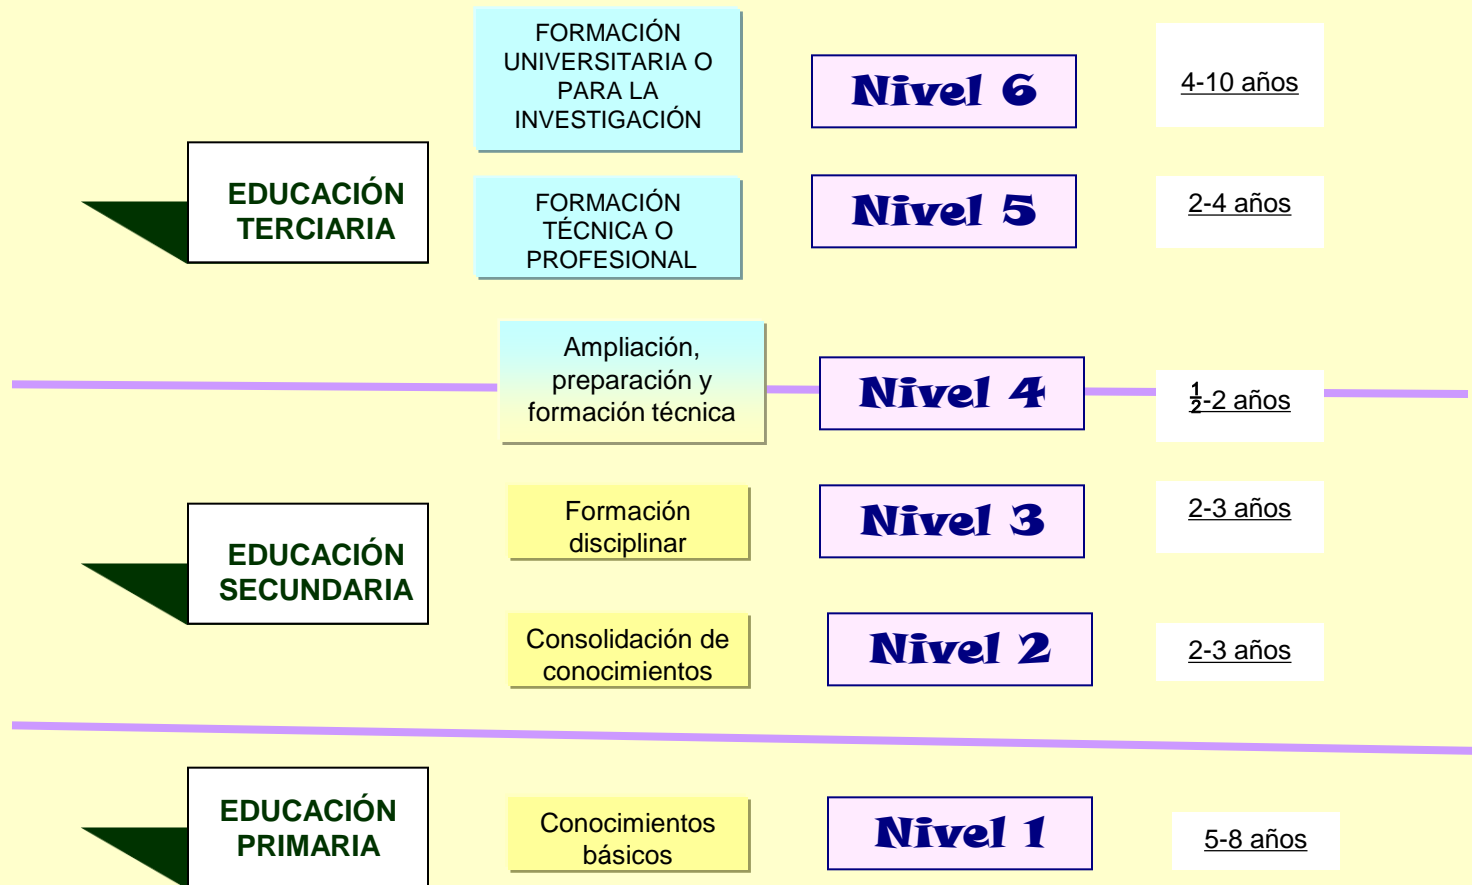 FORMACIÓN
UNIVERSITARIA O
PARA LA
INVESTIGACIÓN
Nivel 6
4-10 años
EDUCACIÓN
TERCIARIA
FORMACIÓN
TÉCNICA O
PROFESIONAL
Nivel 5
2-4 años
Ampliación,
preparación y
formación técnica
Nivel 4
½-2 años
EDUCACIÓN
SECUNDARIA
Formación
disciplinar
Nivel 3
2-3 años
Consolidación de
conocimientos
Nivel 2
2-3 años
EDUCACIÓN
PRIMARIA
Conocimientos
básicos
Nivel 1
5-8 años